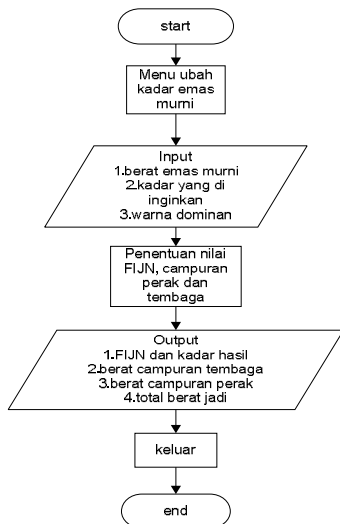 start
Menu ubah
kadar emas
murni
Input
1.berat emas murni
2.kadar yang di
inginkan
3.warna dominan
Penentuan nilai
FIJN, campuran
perak dan
tembaga
Output
1.FIJN dan kadar hasil
2.berat campuran tembaga
3.berat campuran perak
4.total berat jadi
keluar
end